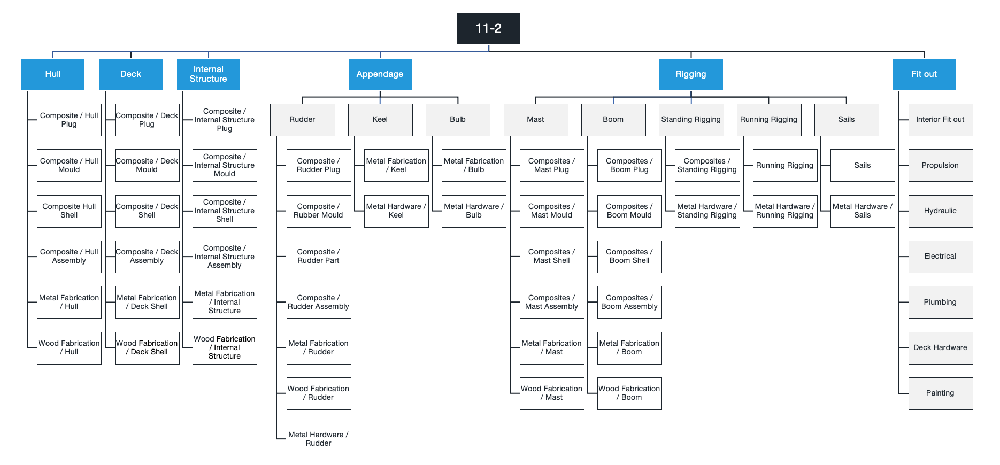 11-2
Hull
Deck
Internal
Structure
Appendage
Rigging
Fit out
Composite / Hull
Plug
Composite / Hull
Mould
Composite Hull
Shell
Composite / Hull
Assembly
Metal Fabrication
/ Hull
Wood Fabrication
/ Hull
Composite / Deck
Plug
Composite / Deck
Mould
Composite / Deck
Shell
Composite / Deck
Assembly
Metal Fabrication
/ Deck Shell
Wood Fabrication
/ Deck Shell
Composite /
Internal Structure
Plug
Composite /
Internal Structure
Mould
Composite /
Internal Structure
Shell
Composite /
Internal Structure
Assembly
Metal Fabrication
/ Internal
Structure
Wood Fabrication
/ Internal
Structure
Rudder
Composite /
Rudder Plug
Composite /
Rubber Mould
Composite /
Rudder Part
Composite /
Rudder Assembly
Metal Fabrication
/ Rudder
Wood Fabrication
/ Rudder
Metal Hardware /
Rudder
Keel
Metal Fabrication
/ Keel
Metal Hardware /
Keel
Bulb
Metal Fabrication
/ Bulb
Metal Hardware /
Bulb
Mast
Composites /
Mast Plug
Composites /
Mast Mould
Composites /
Mast Shell
Composites /
Mast Assembly
Metal Fabrication
/ Mast
Wood Fabrication
/ Mast
Boom
Composites /
Boom Plug
Composites /
Boom Mould
Composites /
Boom Shell
Composites /
Boom Assembly
Metal Fabrication
/ Boom
Wood Fabrication
/ Boom
Standing Rigging
Composites /
Standing Rigging
Metal Hardware /
Standing Rigging
Running Rigging
Running Rigging
Metal Hardware /
Running Rigging
Sails
Sails
Metal Hardware /
Sails
Interior Fit out
Propulsion
Hydraulic
Electrical
Plumbing
Deck Hardware
Painting